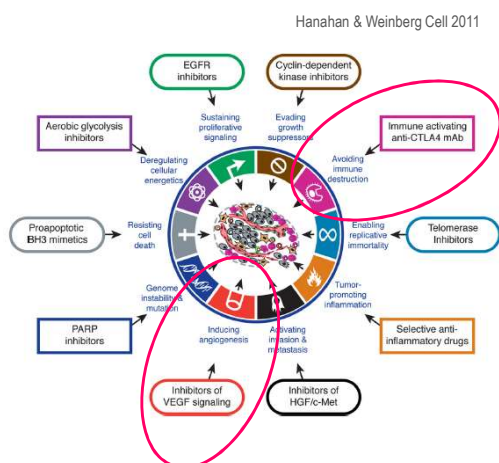 Hanahan & Weinberg Cell 2011
EGFR
inhibitors
Cyclin-dependent
kinase inhibitors
Sustaining
proliferative
signaling
Evading
growth
suppressors
Aerobic glycolysis
inhibitors
Immune activating
anti-CTLA4 mAb
Deregulating
cellular
energetics
Avoiding
immune
destruction
Proapoptotic
BH3 mimetics
Resisting
cell
death
Enabling
replicative
immortality
Telomerase
Inhibitors
Genome
instability &
mutation
Tumor-
promoting
inflammation
PARP
inhibitors
Inducing
angiogenesis
Activating
invasion &
metastasis
Selective anti-
inflammatory drugs
Inhibitors of
VEGF signaling
Inhibitors of
HGF/c-Met